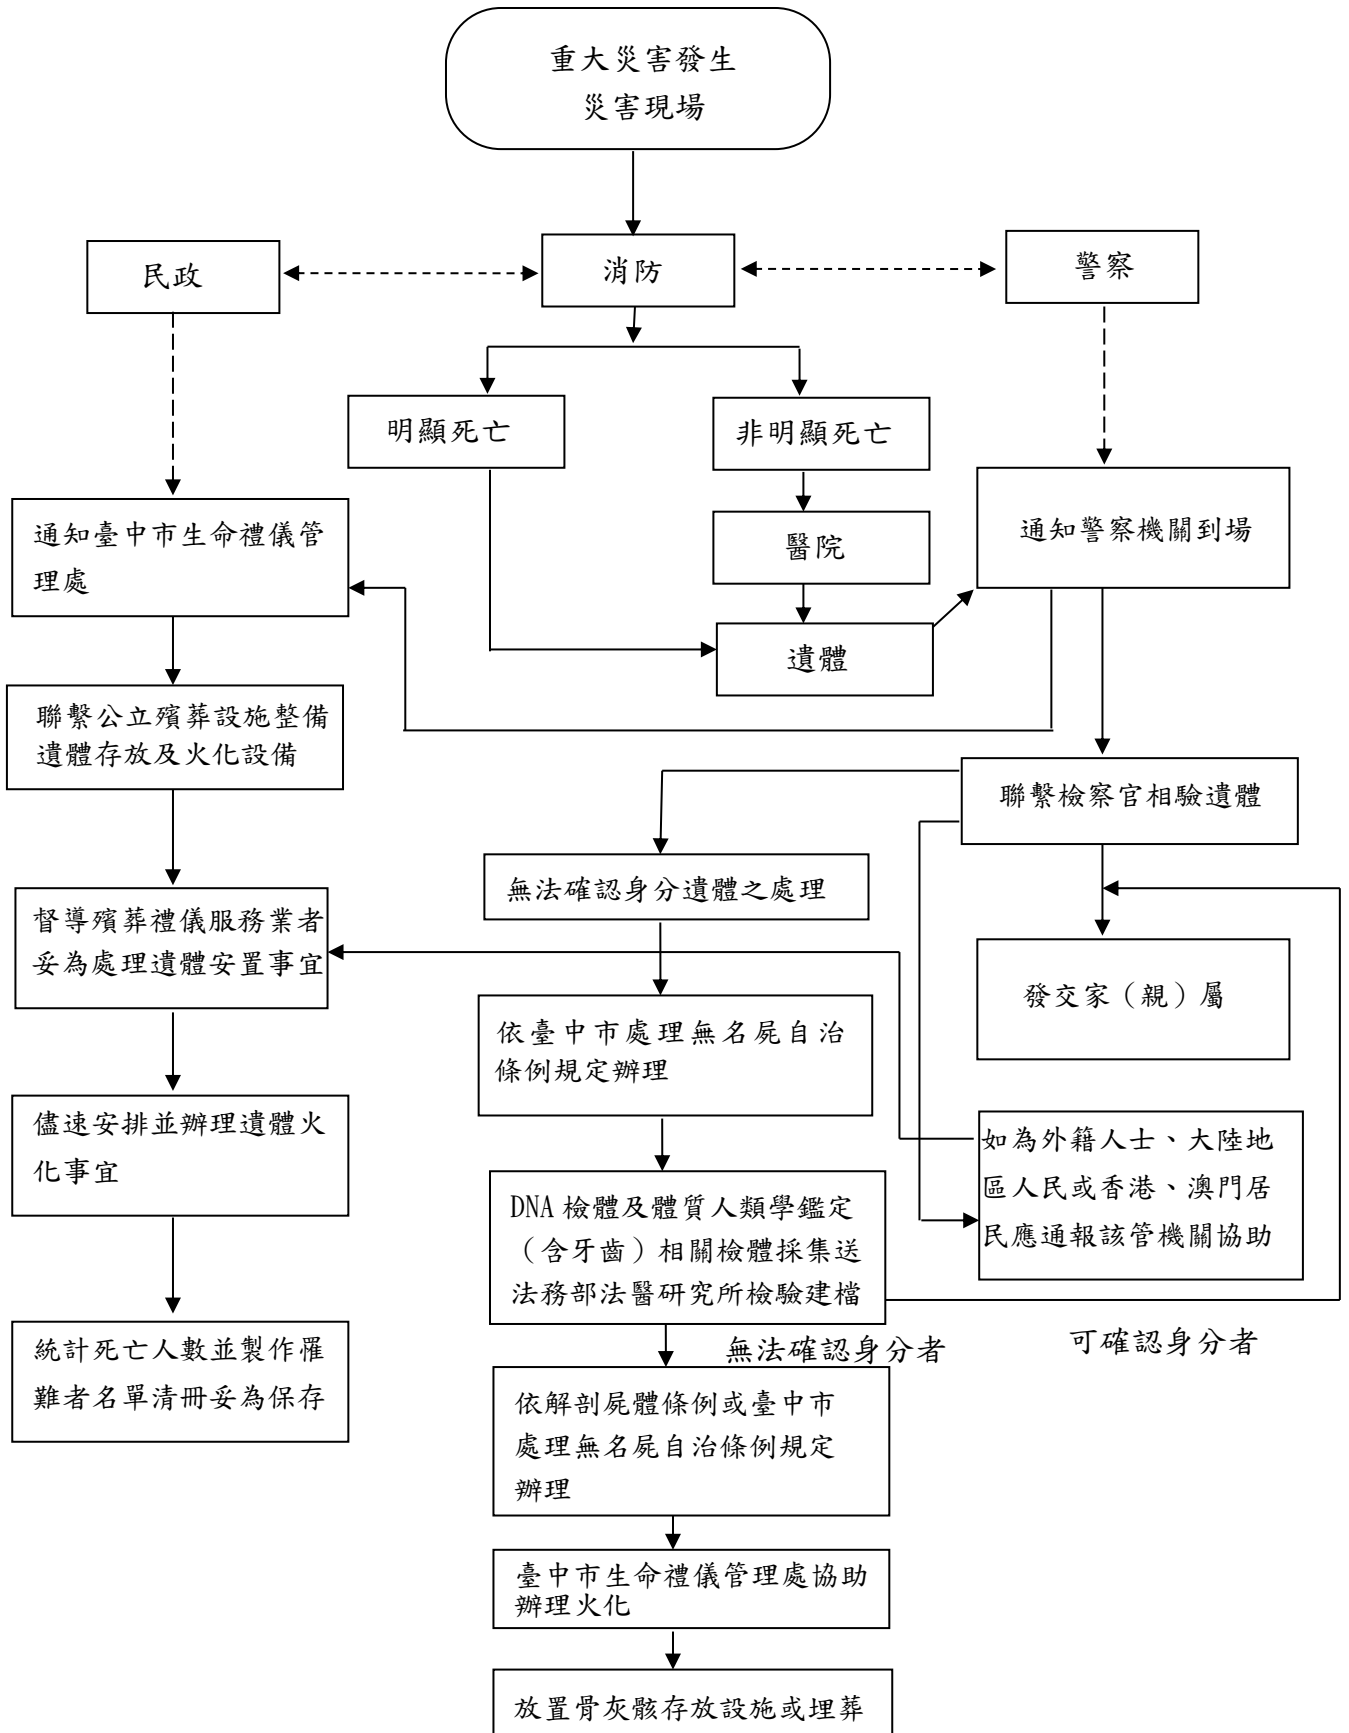 重大災害發生
災害現場
民政
消防
警察
明顯死亡
非明顯死亡
通知臺中市生命禮儀管
理處
醫院
通知警察機關到場
遺體
聯繫公立殯葬設施整備
遺體存放及火化設備
聯繫檢察官相驗遺體
無法確認身分遺體之處理
督導殯葬禮儀服務業者
妥為處理遺體安置事宜
發交家（親）屬
依臺中市處理無名屍自治
條例規定辦理
儘速安排並辦理遺體火
化事宜
如為外籍人士、大陸地
區人民或香港、澳門居
民應通報該管機關協助
DNA 檢體及體質人類學鑑定
（含牙齒）相關檢體採集送
法務部法醫研究所檢驗建檔
無法確認身分者
可確認身分者
統計死亡人數並製作罹
難者名單清冊妥為保存
依解剖屍體條例或臺中市
處理無名屍自治條例規定
辦理
臺中市生命禮儀管理處協助
辦理火化
放置骨灰骸存放設施或埋葬